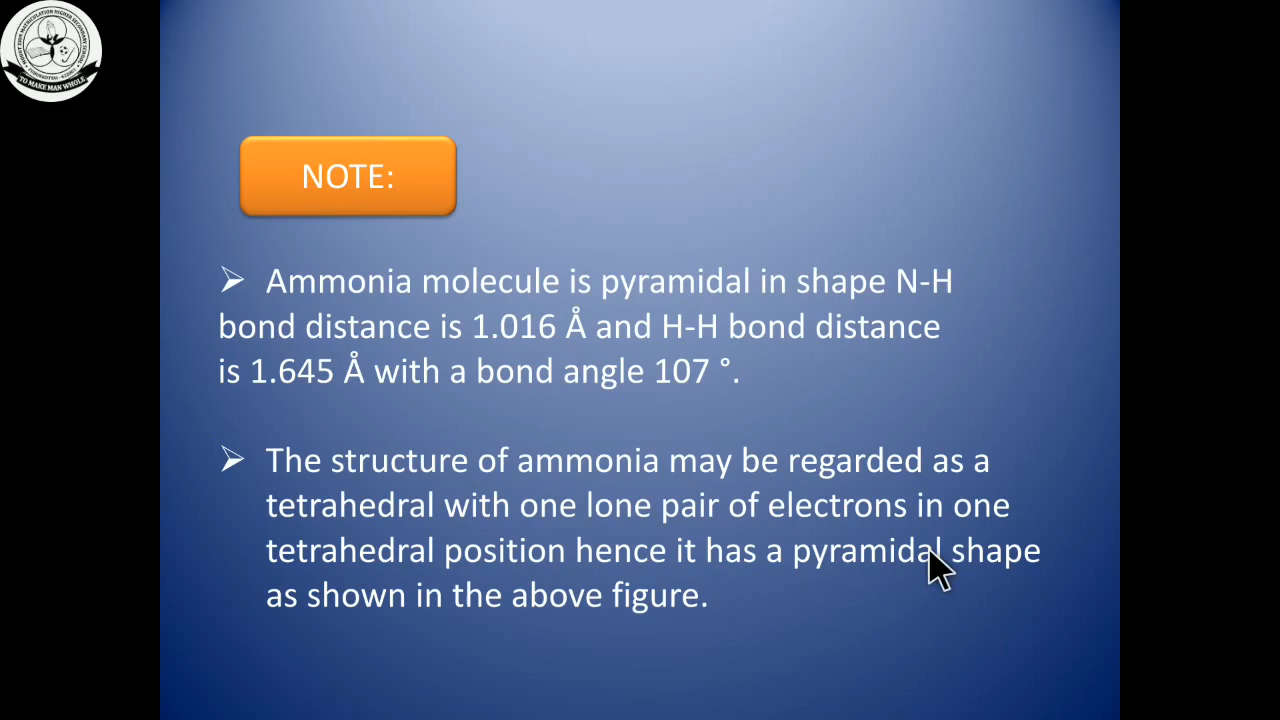 TO MAKE MAN WHOLE
NOTE:
➢ Ammonia molecule is pyramidal in shape N-H
bond distance is 1.016 Å and H-H bond distance
is 1.645 Å with a bond angle 107 °.
➢ The structure of ammonia may be regarded as a
tetrahedral with one lone pair of electrons in one
tetrahedral position hence it has a pyramidal shape
as shown in the above figure.